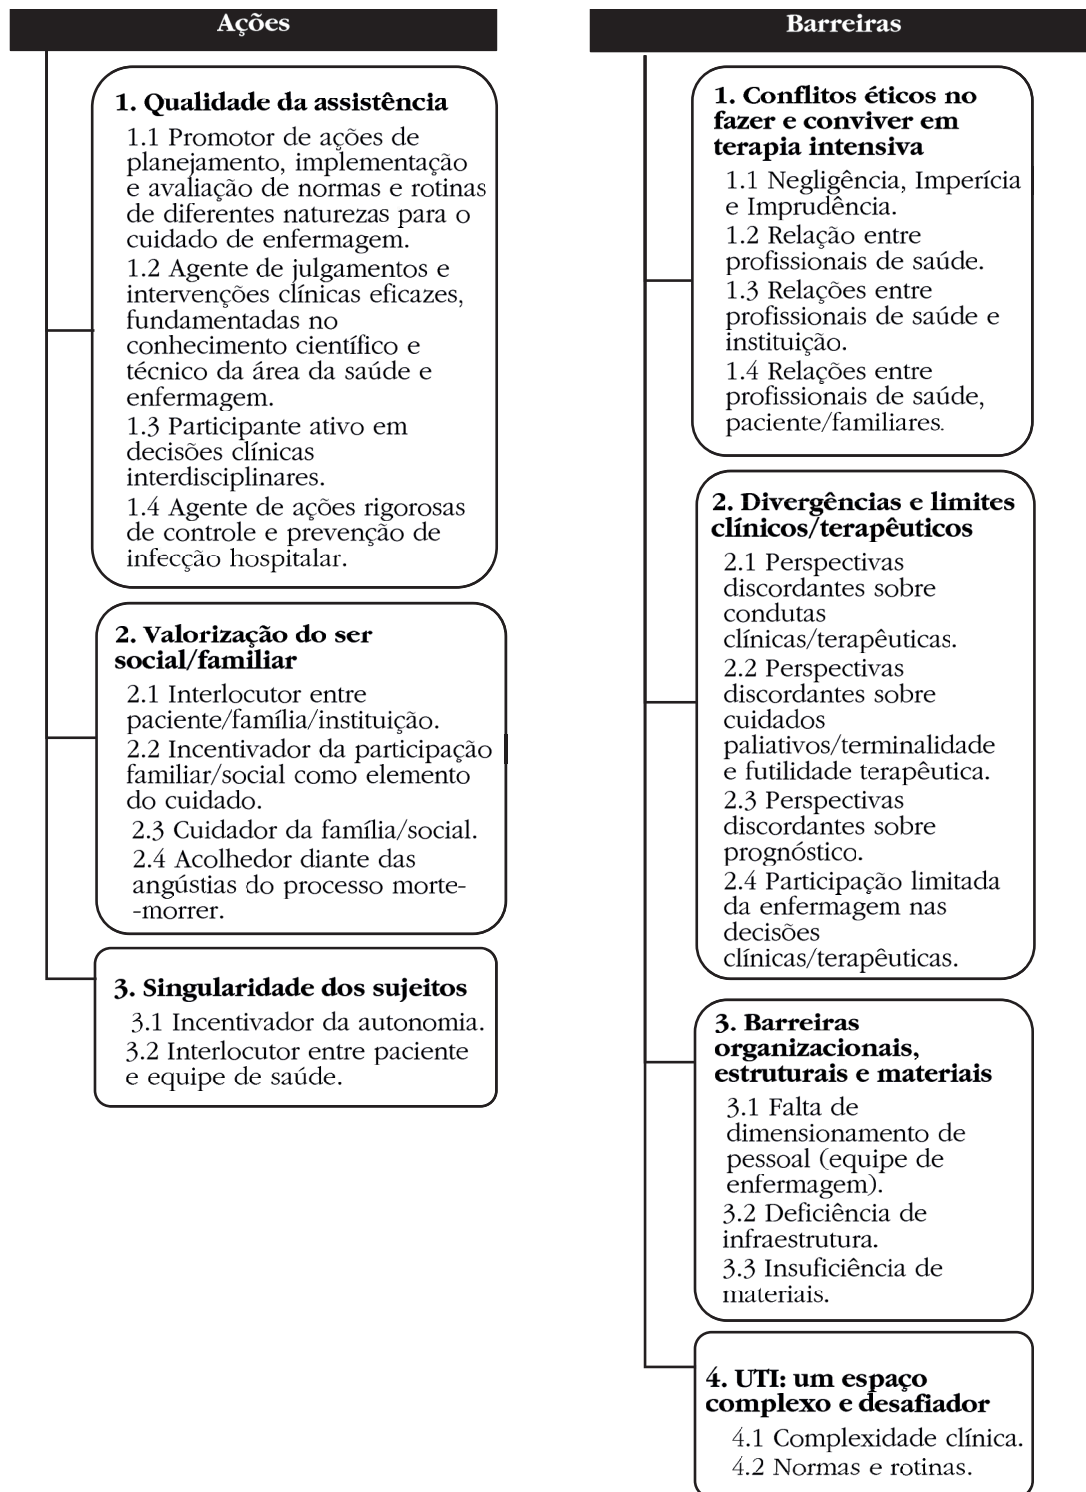 Ações
1. Qualidade da assistência
1.1 Promotor de ações de
planejamento, implementação
e avaliação de normas e rotinas
de diferentes naturezas para o
cuidado de enfermagem.
1.2 Agente de julgamentos e
intervenções clínicas eficazes,
fundamentadas no
conhecimento científico e
técnico da área da saúde e
enfermagem.
1.3 Participante ativo em
decisões clínicas
interdisciplinares.
1.4 Agente de ações rigorosas
de controle e prevenção de
infecção hospitalar.
2. Valorização do ser
social/familiar
2.1 Interlocutor entre
paciente/família/instituição.
2.2 Incentivador da participação
familiar/social como elemento
do cuidado.
2.3 Cuidador da família/social.
2.4 Acolhedor diante das
angústias do processo morte-
-morrer.
3. Singularidade dos sujeitos
3.1 Incentivador da autonomia.
3.2 Interlocutor entre paciente
e equipe de saúde.
Barreiras
1. Conflitos éticos no
fazer e conviver em
terapia intensiva
1.1 Negligência, Imperícia
e Imprudência.
1.2 Relação entre
profissionais de saúde.
1.3 Relações entre
profissionais de saúde e
instituição.
1.4 Relações entre
profissionais de saúde,
paciente/familiares.
2. Divergências e limites
clínicos/terapêuticos
2.1 Perspectivas
discordantes sobre
condutas
clínicas/terapêuticas.
2.2 Perspectivas
discordantes sobre
cuidados
paliativos/terminalidade
e futilidade terapêutica.
2.3 Perspectivas
discordantes sobre
prognóstico.
2.4 Participação limitada
da enfermagem nas
decisões
clínicas/terapêuticas.
3. Barreiras
organizacionais,
estruturais e materiais
3.1 Falta de
dimensionamento de
pessoal (equipe de
enfermagem).
3.2 Deficiência de
infraestrutura.
3.3 Insuficiência de
materiais.
4. UTI: um espaço
complexo e desafiador
4.1 Complexidade clínica.
4.2 Normas e rotinas.